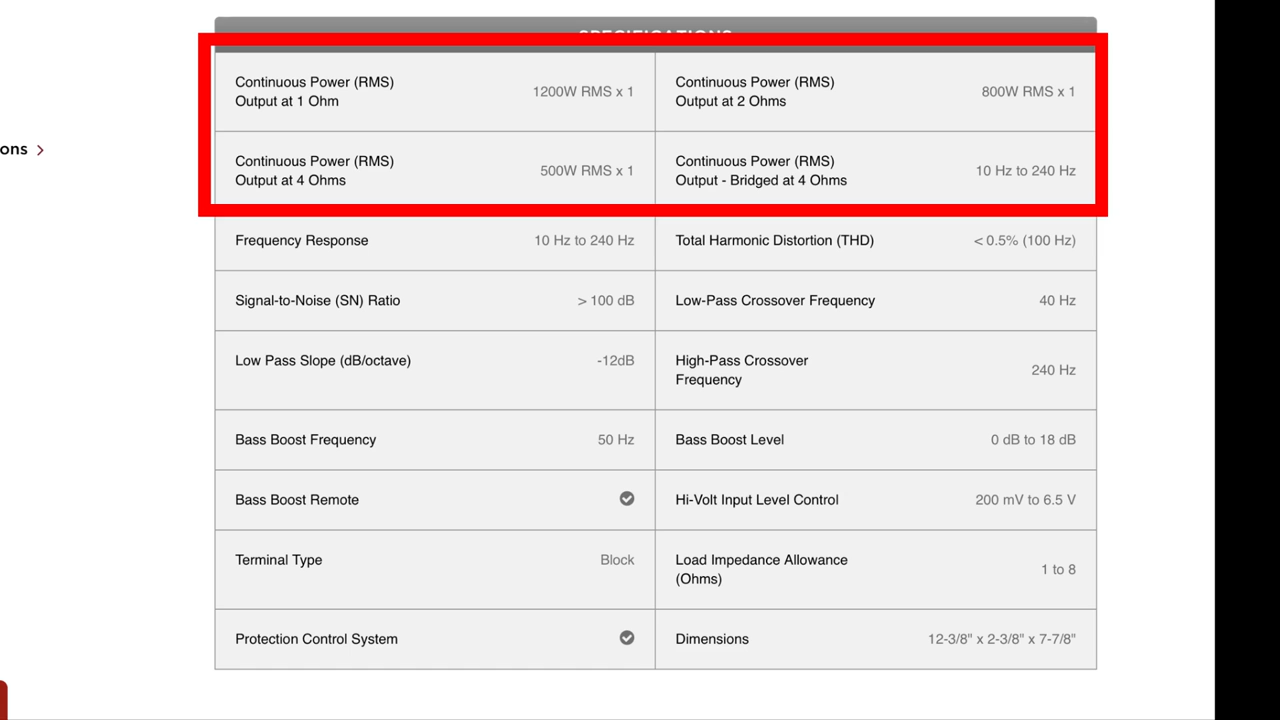 SPECIFICATIONS
Continuous Power (RMS)
Output at 1 Ohm
1200W RMS x 1
Continuous Power (RMS)
Output at 2 Ohms
800W RMS x 1
ons >
Continuous Power (RMS)
Output at 4 Ohms
500W RMS x 1
Continuous Power (RMS)
Output - Bridged at 4 Ohms
10 Hz to 240 Hz
Frequency Response
10 Hz to 240 Hz
Total Harmonic Distortion (THD)
< 0.5% (100 Hz)
Signal-to-Noise (SN) Ratio
> 100 dB
Low-Pass Crossover Frequency
40 Hz
Low Pass Slope (dB/octave)
-12dB
High-Pass Crossover
Frequency
240 Hz
Bass Boost Frequency
50 Hz
Bass Boost Level
0 dB to 18 dB
Bass Boost Remote
Hi-Volt Input Level Control
200 mV to 6.5 V
Terminal Type
Block
Load Impedance Allowance
(Ohms)
1 to 8
Protection Control System
Dimensions
12-3/8" x 2-3/8" x 7-7/8"